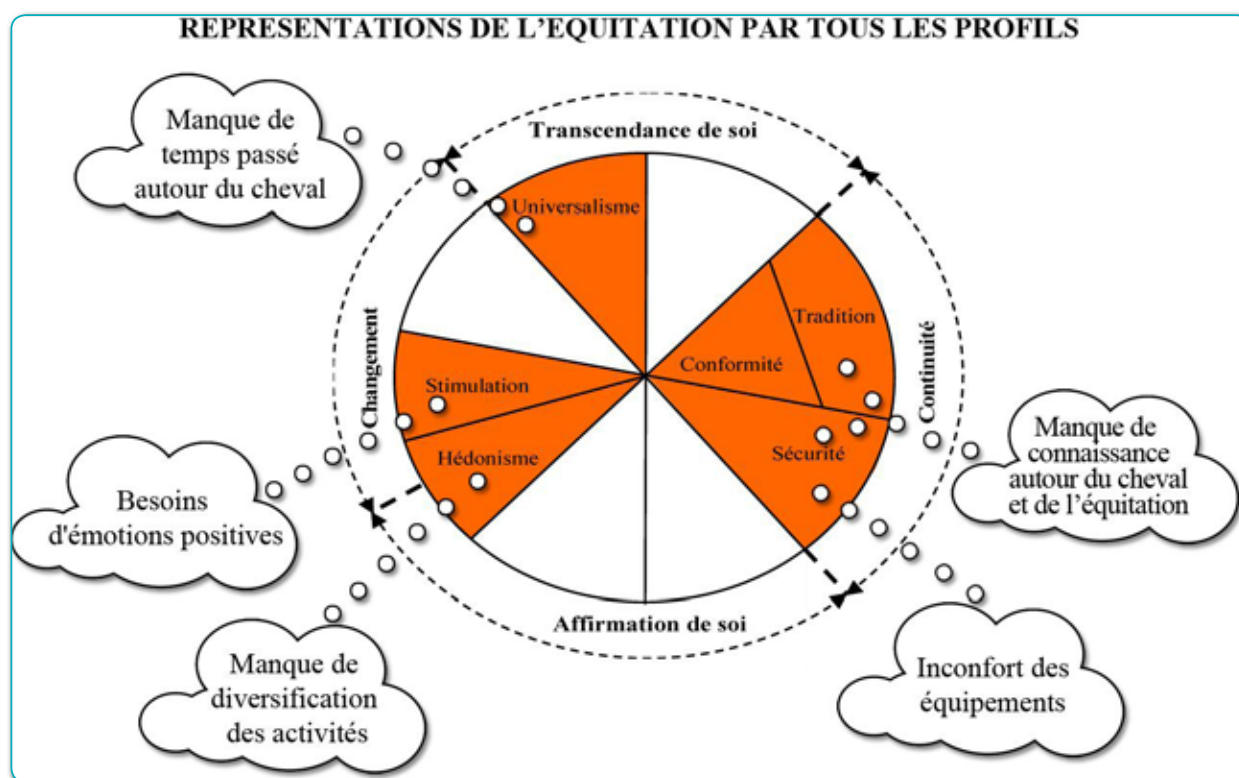 REPRESENTATIONS DE L’EQUITATION PAR TOUS LES PROFILS
Manque de
temps passé
autour du cheval
Transcendance de soi
Universalisme
Tradition
Conformité
Continuité
Changement
Stimulation
Hédonisme
Sécurité
Manque de
connaissance
autour du cheval
et de l’équitation
Besoins
d'émotions positives
Affirmation de soi
Manque de
diversification
des activités
Inconfort des
équipements